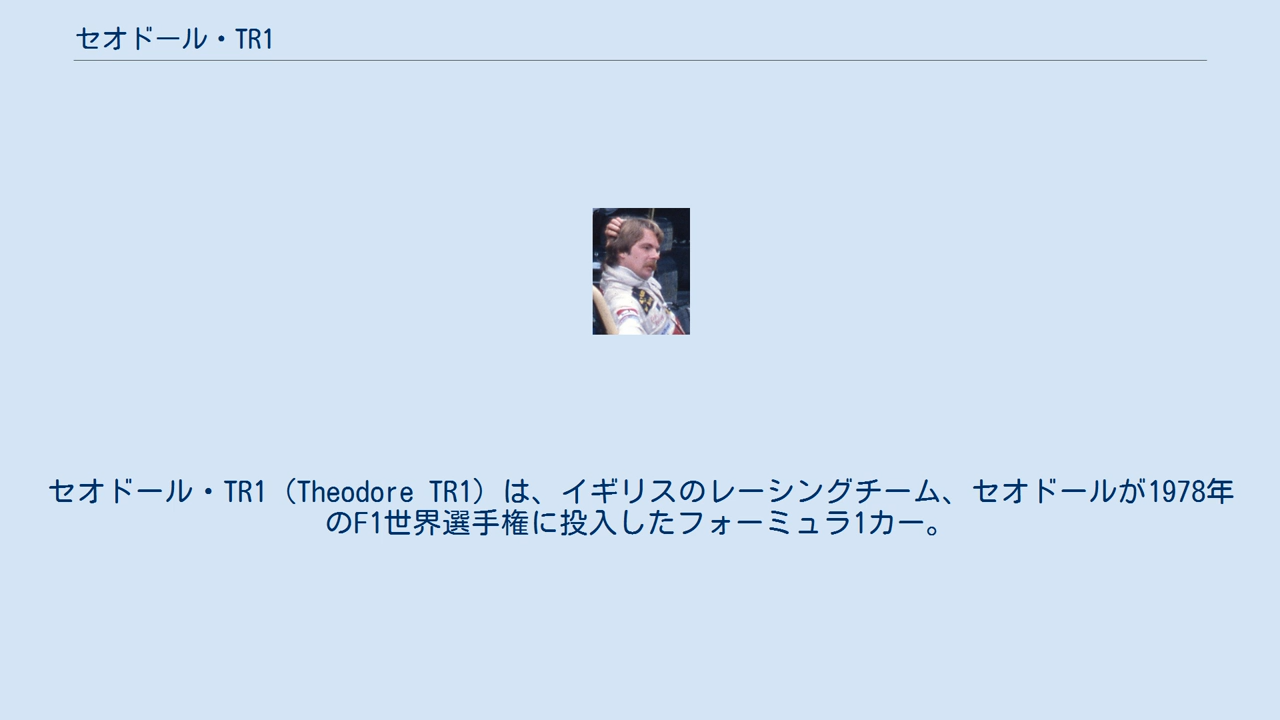 セオドール・TR1
セオドール・TR1（Theodore TR1）は、イギリスのレーシングチーム、セオドールが1978年
のF1世界選手権に投入したフォーミュラ1カー。